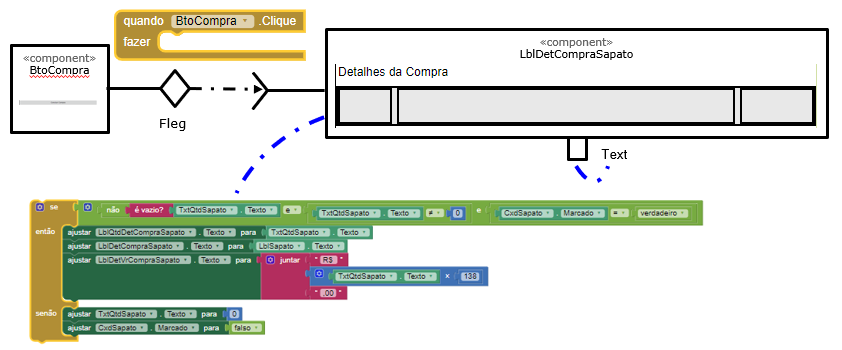 quando BtoCompra .Clique
fazer
«component»
BtoCompra
Fleg
«component»
LblDetCompraSapato
Detalhes da Compra
Text
se não é vazio? TxtQtdSapato . Texto e TxtQtdSapato . Texto ≠ 0 e CxdSapato . Marcado = verdadeiro
então ajustar LblQtdDetCompraSapato . Texto para TxtQtdSapato . Texto
ajustar LblDetCompraSapato . Texto para LblSapato . Texto
ajustar LblDetVrCompraSapato . Texto para juntar "R$"
TxtQtdSapato . Texto × 138
",00"
senão ajustar TxtQtdSapato . Texto para 0
ajustar CxdSapato . Marcado para falso